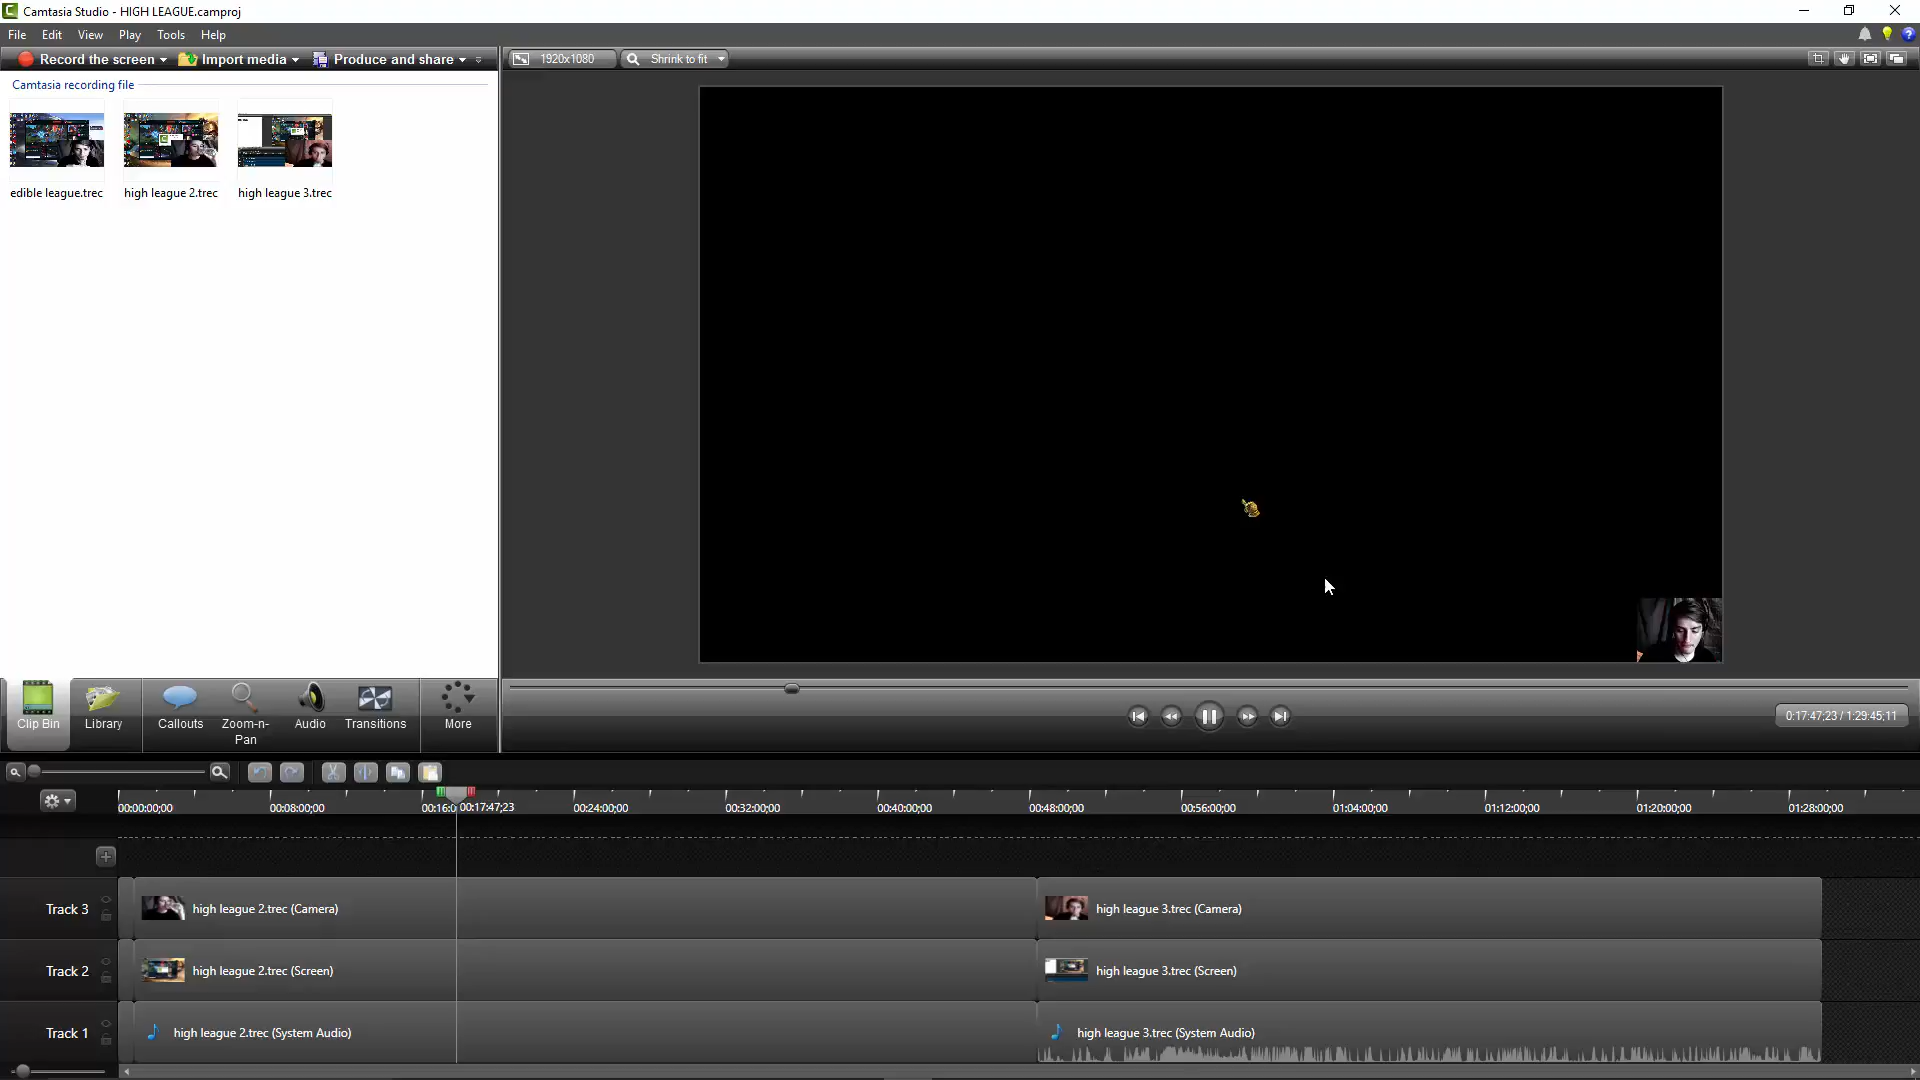 Camtasia Studio - HIGH LEAGUE.camproj
File Edit View Play Tools Help
Record the screen Import media Produce and share 1920x1080 Shrink to fit
Camtasia recording file
edible league.trec high league 2.trec high league 3.trec
Clip Bin Library Callouts Zoom-n-Pan Audio Transitions More
0:17:47;23 / 1:29:45;11
00:00:00;00 00:08:00;00 00:16:0 00:17:47;23 00:24:00;00 00:32:00;00 00:40:00;00 00:48:00;00 00:56:00;00 01:04:00;00 01:12:00;00 01:20:00;00 01:28:00;00
Track 3 high league 2.trec (Camera) high league 3.trec (Camera)
Track 2 high league 2.trec (Screen) high league 3.trec (Screen)
Track 1 high league 2.trec (System Audio) high league 3.trec (System Audio)